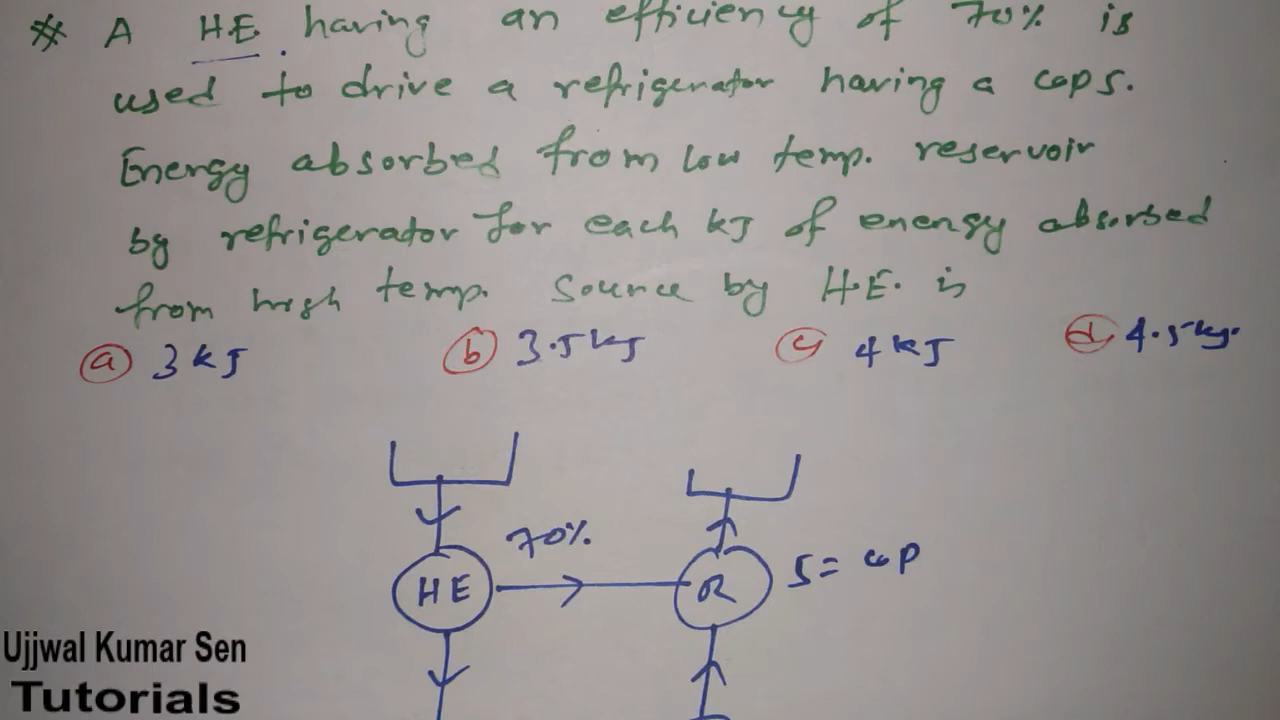 * A H.E. having an efficiency of 70% is
used to drive a refrigerator having a cop 5.
Energy absorbed from low temp. reservoir
by refrigerator for each kJ of energy absorbed
from high temp. source by H.E. is
(a) 3 kJ (b) 3.5 kJ (c) 4 kJ (d) 4.5 kJ.
70%
HE R 5 = cop
Ujjwal Kumar Sen
Tutorials